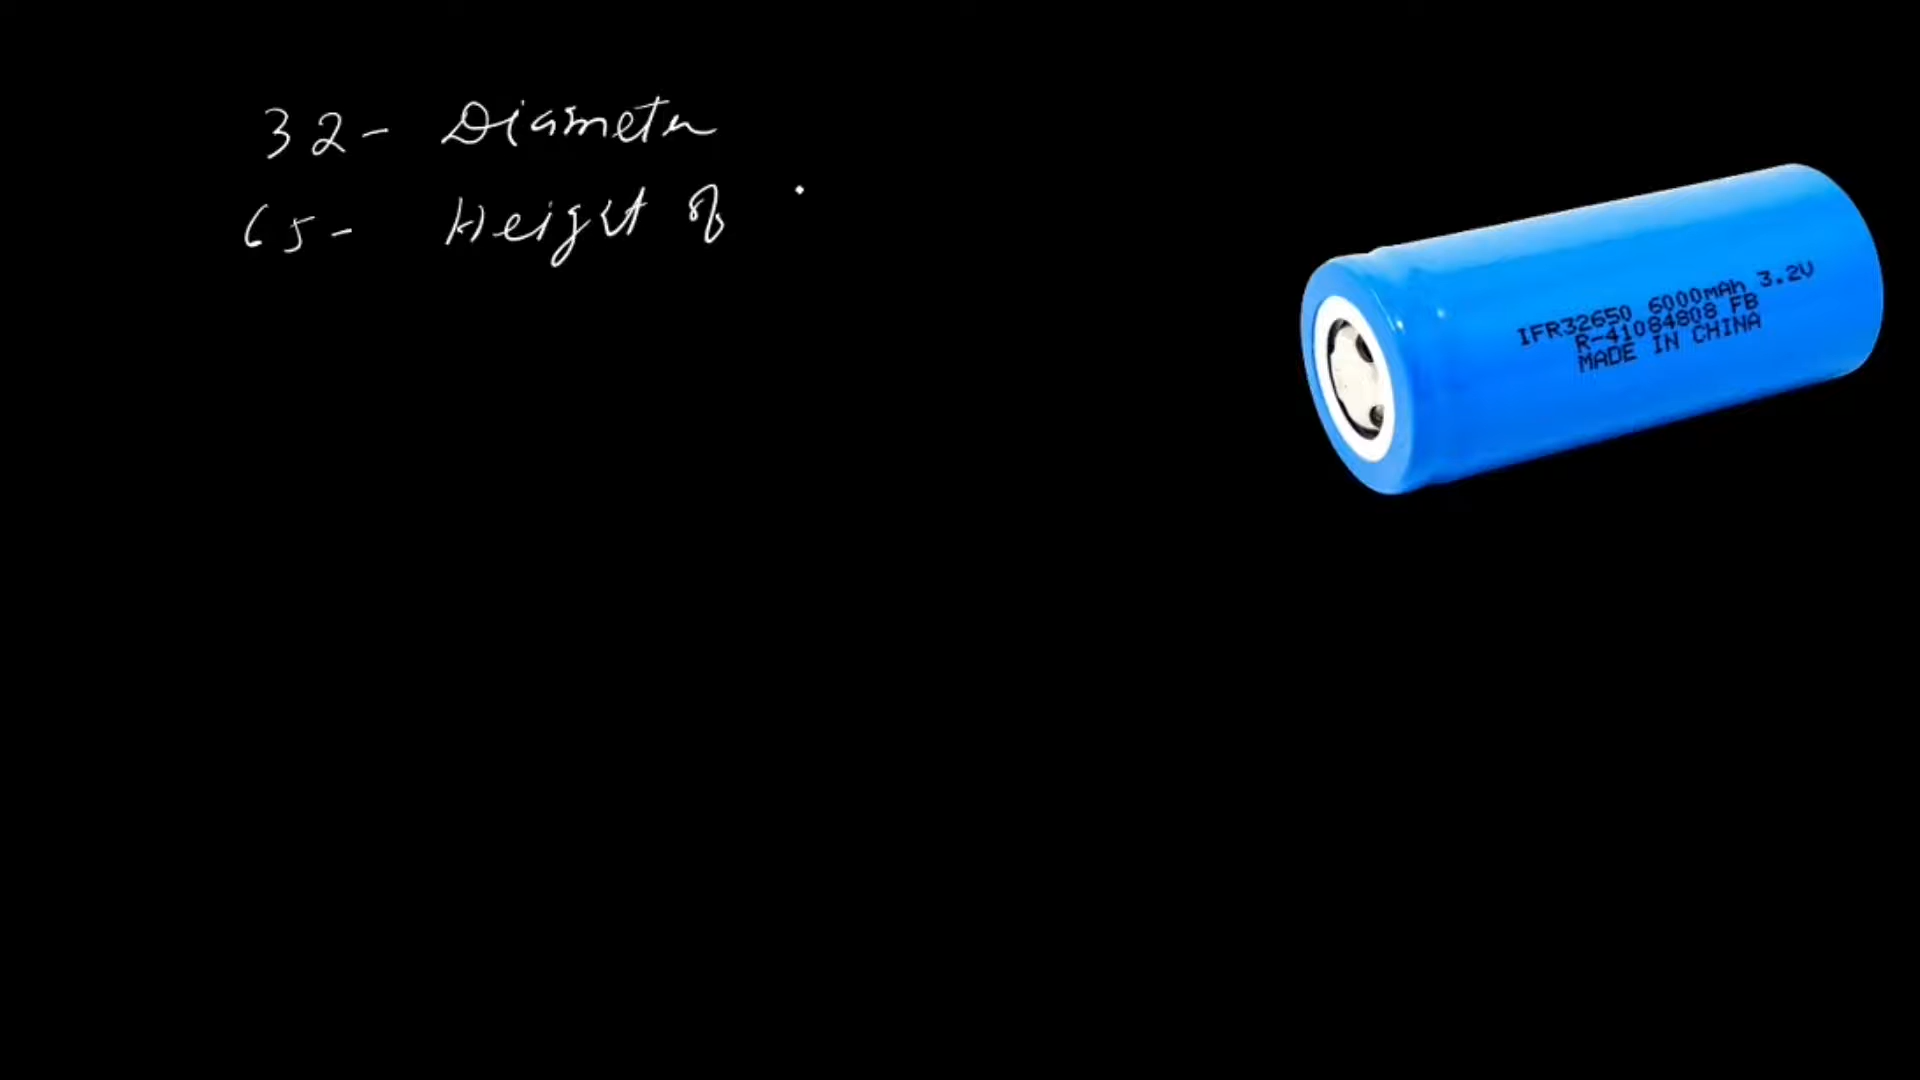 32- Diameter
65- Height of
IFR32650 6000mAh 3.2V
R-41084808 FB
MADE IN CHINA